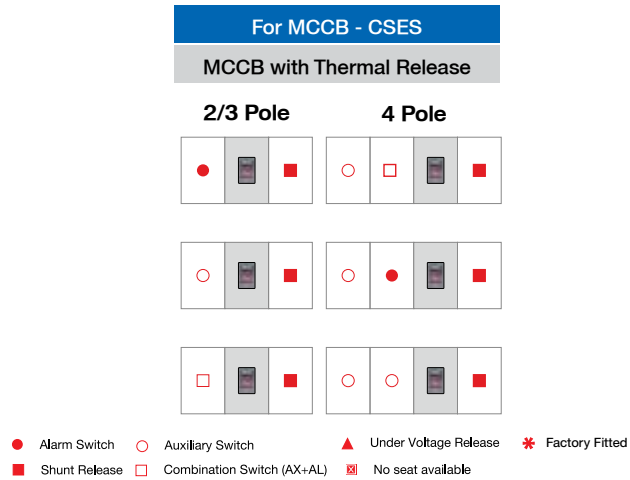 For MCCB - CSES
MCCB with Thermal Release
2/3 Pole
4 Pole
Alarm Switch
Auxiliary Switch
Under Voltage Release
Factory Fitted
Shunt Release
Combination Switch (AX+AL)
No seat available